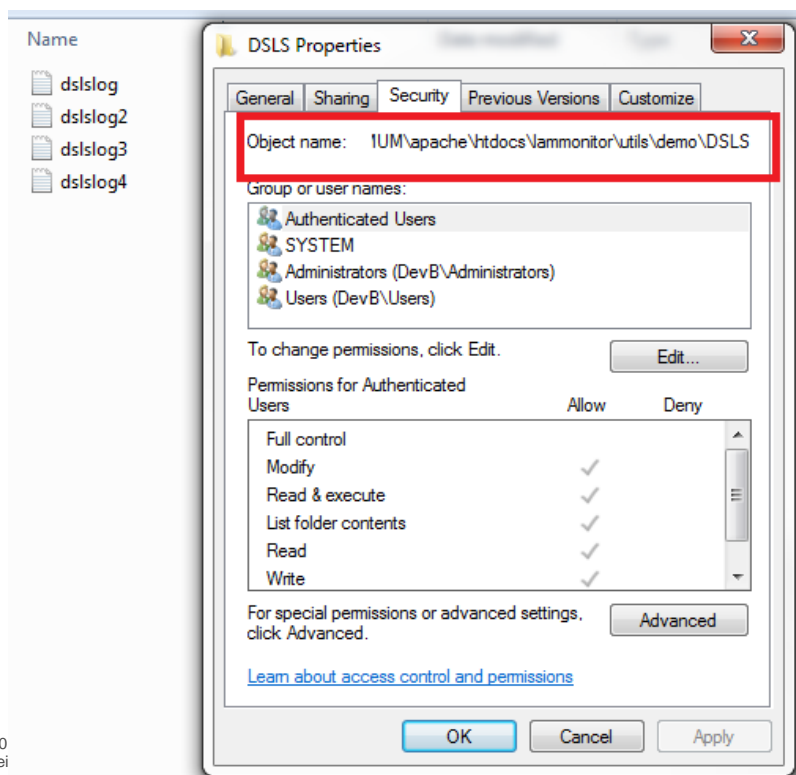 Name
dslslog
dslslog2
dslslog3
dslslog4
DSLS Properties
General Sharing Security Previous Versions Customize
Object name: 1UM\apache\htdocs\lammonitor\utils\demo\DSLS
Group or user names:
Authenticated Users
SYSTEM
Administrators (DevB\Administrators)
Users (DevB\Users)
To change permissions, click Edit.
Edit...
Permissions for Authenticated
Users
Allow Deny
Full control
Modify
Read & execute
List folder contents
Read
Write
For special permissions or advanced settings,
click Advanced.
Advanced
Learn about access control and permissions
OK Cancel Apply
0
ei